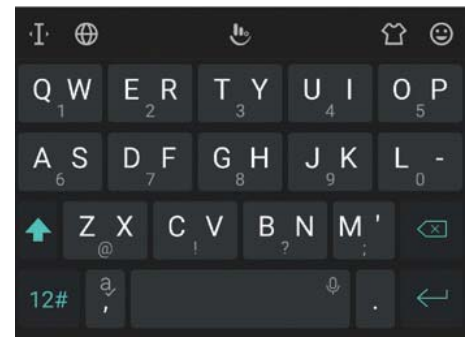 Q W E R T Y U I O P
1 2 3 4 5
A S D F G H J K L -
6 7 8 9 0
Z X C V B N M '
@ ! ? ;
12# a , .